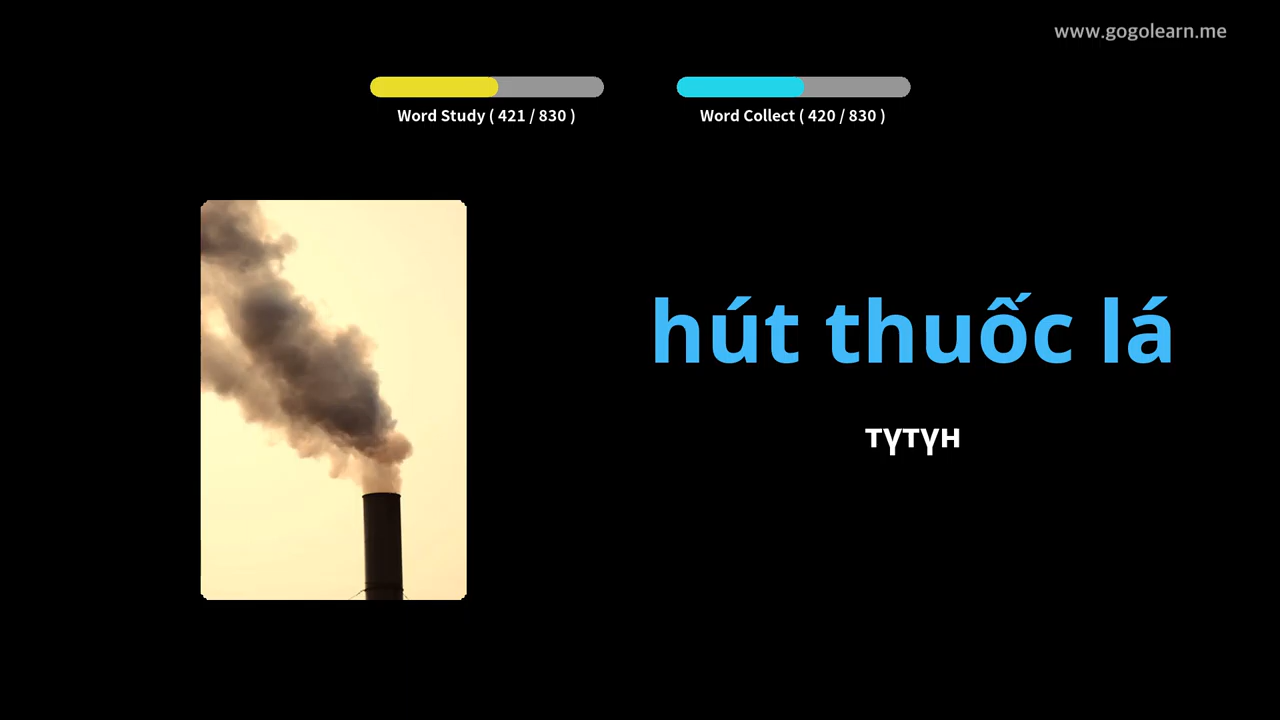 www.gogolearn.me
Word Study ( 421 / 830 )
Word Collect ( 420 / 830 )
hút thuốc lá
түтүн